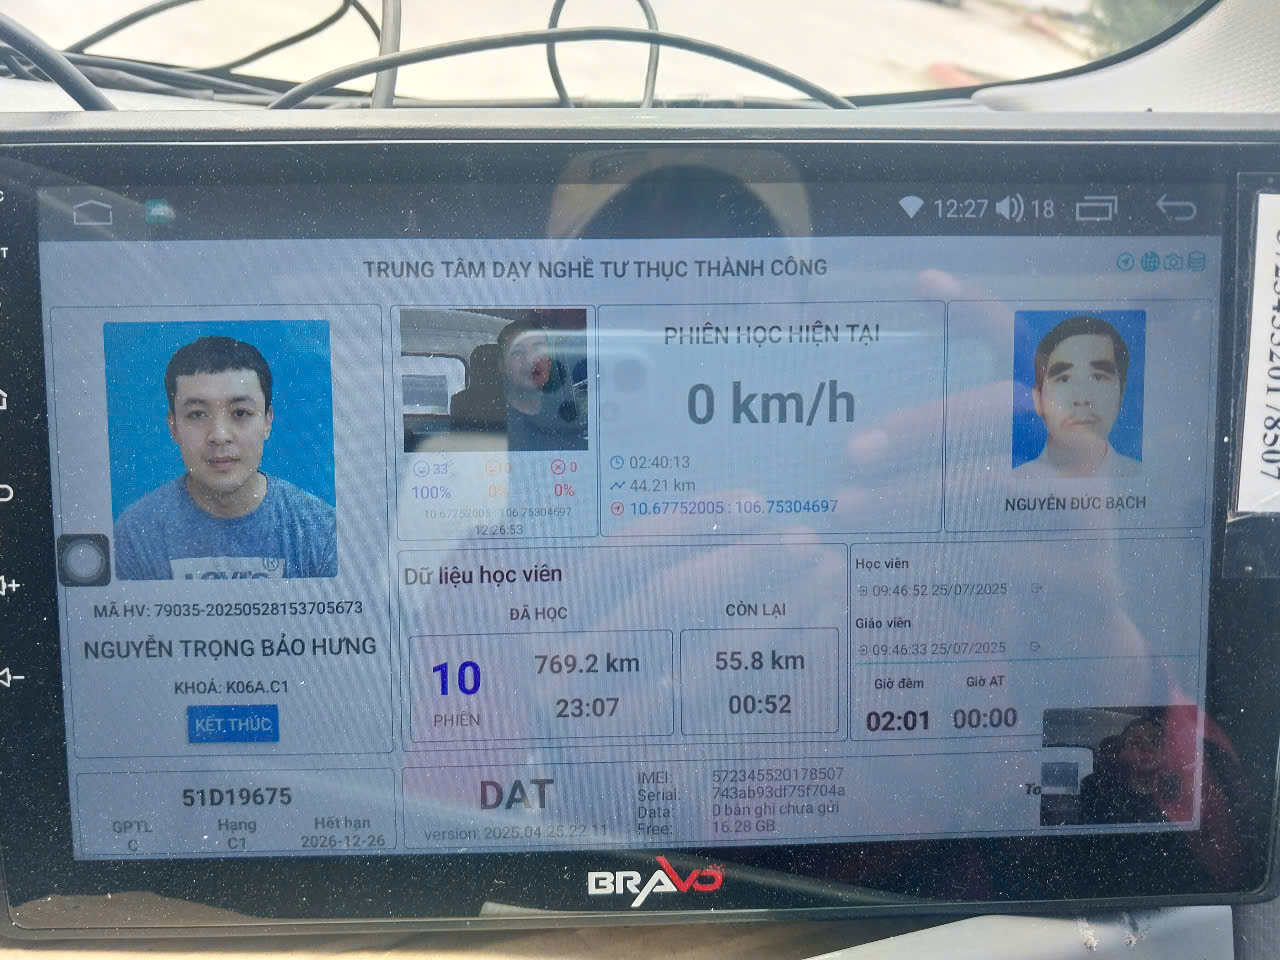 12:27 18
TRUNG TÂM DẠY NGHỀ TƯ THỤC THÀNH CÔNG
MÃ HV: 79035-20250528153705673
NGUYỄN TRỌNG BẢO HƯNG
KHOÁ: K06A.C1
KẾT THÚC
33 0 0
100% 0% 0%
10.67752005 : 106.75304697
12:26:53
PHIÊN HỌC HIỆN TẠI
0 km/h
02:40:13
44.21 km
10.67752005 : 106.75304697
NGUYỄN ĐỨC BẠCH
Dữ liệu học viên
ĐÃ HỌC
10
PHIÊN
769.2 km
23:07
CÒN LẠI
55.8 km
00:52
Học viên
09:46:52 25/07/2025
Giáo viên
09:46:33 25/07/2025
Giờ đêm Giờ AT
02:01 00:00
51D19675
GPTL Hạng Hết hạn
C C1 2026-12-26
DAT
version: 2025.04.25.22.11
IMEI: 572345520178507
Serial: 743ab93df75f704a
Data: 0 bản ghi chưa gửi
Free: 16.28 GB
BRAVO